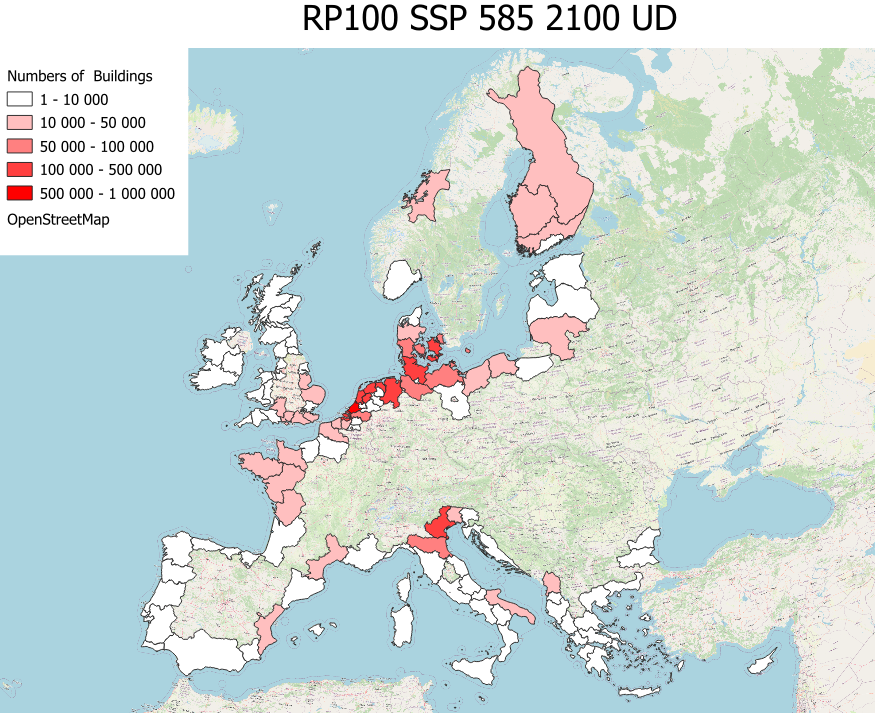 RP100 SSP 585 2100 UD
Numbers of  Buildings
1 - 10 000
10 000 - 50 000
50 000 - 100 000
100 000 - 500 000
500 000 - 1 000 000
OpenStreetMap